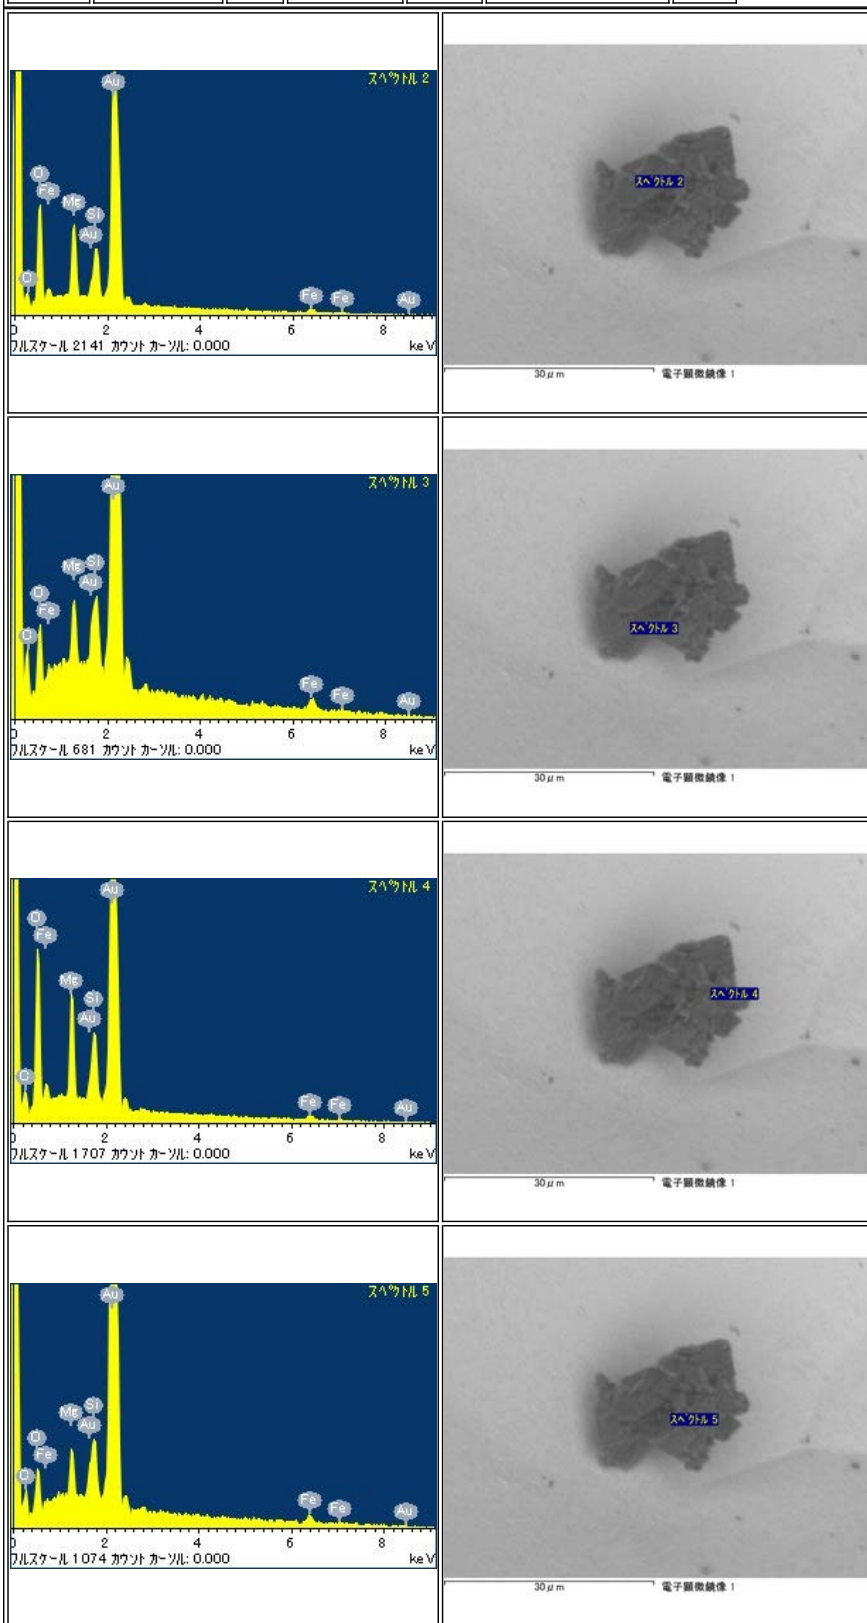 スペクトル 2
Au
O
Fe
Mg
Si
Au
C
Fe
Fe
Au
0 2 4 6 8
フルスケール 2141 カウント カーソル: 0.000 keV
スペクトル 2
30μm 電子顕微鏡像 1
スペクトル 3
Au
Mg
Si
O
Au
Fe
C
Fe
Fe
Au
0 2 4 6 8
フルスケール 681 カウント カーソル: 0.000 keV
スペクトル 3
30μm 電子顕微鏡像 1
スペクトル 4
Au
O
Fe
Mg
Si
Au
C
Fe
Fe
Au
0 2 4 6 8
フルスケール 1707 カウント カーソル: 0.000 keV
スペクトル 4
30μm 電子顕微鏡像 1
スペクトル 5
Au
Mg
Si
Au
O
Fe
C
Fe
Fe
Au
0 2 4 6 8
フルスケール 1074 カウント カーソル: 0.000 keV
スペクトル 5
30μm 電子顕微鏡像 1